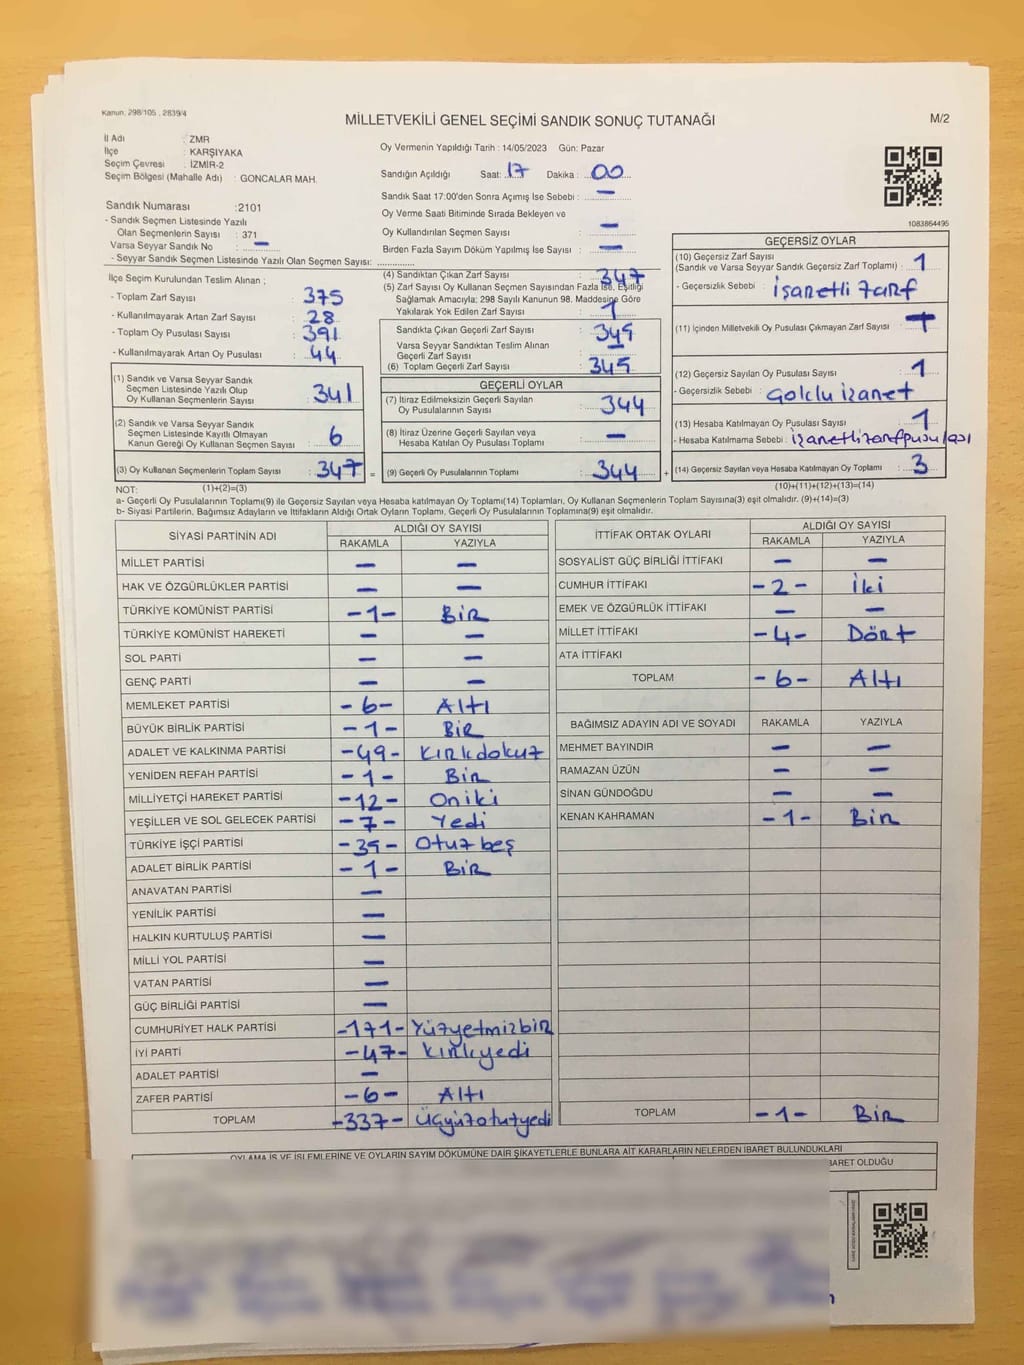 Kanun, 298/105 , 2839/4
MİLLETVEKİLİ GENEL SEÇİMİ SANDIK SONUÇ TUTANAĞI
M/2
İl Adı : ZMR
İlçe : KARŞIYAKA
Seçim Çevresi : İZMİR-2
Seçim Bölgesi (Mahalle Adı) : GONCALAR MAH.
Oy Vermenin Yapıldığı Tarih : 14/05/2023 Gün: Pazar
Sandığın Açıldığı Saat: 17 Dakika : 00
Sandık Saat 17:00'den Sonra Açımış İse Sebebi : —
Oy Verme Saati Bitiminde Sırada Bekleyen ve
Oy Kullandırılan Seçmen Sayısı : —
Birden Fazla Sayım Döküm Yapılmış İse Sayısı : —
1083864495
Sandık Numarası :2101
- Sandık Seçmen Listesinde Yazılı
Olan Seçmenlerin Sayısı : 371
Varsa Seyyar Sandık No : —
- Seyyar Sandık Seçmen Listesinde Yazılı Olan Seçmen Sayısı:
İlçe Seçim Kurulundan Teslim Alınan ;
- Toplam Zarf Sayısı : 375
- Kullanılmayarak Artan Zarf Sayısı : 28
- Toplam Oy Pusulası Sayısı : 391
- Kullanılmayarak Artan Oy Pusulası : 44
(4) Sandıktan Çıkan Zarf Sayısı : 347
(5) Zarf Sayısı Oy Kullanan Seçmen Sayısından Fazla İse, Eşitliği
Sağlamak Amacıyla; 298 Sayılı Kanunun 98. Maddesine Göre
Yakılarak Yok Edilen Zarf Sayısı : 1
Sandıkta Çıkan Geçerli Zarf Sayısı :
Varsa Seyyar Sandıktan Teslim Alınan
Geçerli Zarf Sayısı : —
(6) Toplam Geçerli Zarf Sayısı : 345
GEÇERSİZ OYLAR
(10) Geçersiz Zarf Sayısı
(Sandık ve Varsa Seyyar Sandık Geçersiz Zarf Toplamı) : 1
- Geçersizlik Sebebi : işaretli zarf
(11) İçinden Milletvekili Oy Pusulası Çıkmayan Zarf Sayısı :
(12) Geçersiz Sayılan Oy Pusulası Sayısı : 1
- Geçersizlik Sebebi :
(13) Hesaba Katılmayan Oy Pusulası Sayısı : 1
- Hesaba Katılmama Sebebi : işaretli zarf pusulası
(14) Geçersiz Sayılan veya Hesaba Katılmayan Oy Toplamı : 3
(10)+(11)+(12)+(13)=(14)
(1) Sandık ve Varsa Seyyar Sandık
Seçmen Listesinde Yazılı Olup
Oy Kullanan Seçmenlerin Sayısı : 341
(2) Sandık ve Varsa Seyyar Sandık
Seçmen Listesinde Kayıtlı Olmayan
Kanun Gereği Oy Kullanan Seçmen Sayısı : 6
(3) Oy Kullanan Seçmenlerin Toplam Sayısı : 347 =
GEÇERLİ OYLAR
(7) İtiraz Edilmeksizin Geçerli Sayılan
Oy Pusulalarının Sayısı : 344
(8) İtiraz Üzerine Geçerli Sayılan veya
Hesaba Katılan Oy Pusulası Toplamı : —
(9) Geçerli Oy Pusulalarının Toplamı : 344 +
NOT: (1)+(2)=(3)
a- Geçerli Oy Pusulalarının Toplamı(9) ile Geçersiz Sayılan veya Hesaba katılmayan Oy Toplamı(14) Toplamları, Oy Kullanan Seçmenlerin Toplam Sayısına(3) eşit olmalıdır. (9)+(14)=(3)
b- Siyasi Partilerin, Bağımsız Adayların ve İttifakların Aldığı Ortak Oyların Toplamı, Geçerli Oy Pusulalarının Toplamına(9) eşit olmalıdır.
SİYASİ PARTİNİN ADI ALDIĞI OY SAYISI
RAKAMLA YAZIYLA
MİLLET PARTİSİ — —
HAK VE ÖZGÜRLÜKLER PARTİSİ — —
TÜRKİYE KOMÜNİST PARTİSİ -1- Bir
TÜRKİYE KOMÜNİST HAREKETİ — —
SOL PARTİ — —
GENÇ PARTİ — —
MEMLEKET PARTİSİ -6- Altı
BÜYÜK BİRLİK PARTİSİ -1- Bir
ADALET VE KALKINMA PARTİSİ -49- Kırkdokuz
YENİDEN REFAH PARTİSİ -1- Bir
MİLLİYETÇİ HAREKET PARTİSİ -12- Oniki
YEŞİLLER VE SOL GELECEK PARTİSİ -7- Yedi
TÜRKİYE İŞÇİ PARTİSİ -35- Otuz beş
ADALET BİRLİK PARTİSİ -1- Bir
ANAVATAN PARTİSİ —
YENİLİK PARTİSİ —
HALKIN KURTULUŞ PARTİSİ —
MİLLİ YOL PARTİSİ —
VATAN PARTİSİ —
GÜÇ BİRLİĞİ PARTİSİ —
CUMHURİYET HALK PARTİSİ -171- Yüzyetmizbir
İYİ PARTİ -47- Kırkyedi
ADALET PARTİSİ —
ZAFER PARTİSİ -6- Altı
TOPLAM -337- Üçyüzotuzyedi
İTTİFAK ORTAK OYLARI ALDIĞI OY SAYISI
RAKAMLA YAZIYLA
SOSYALİST GÜÇ BİRLİĞİ İTTİFAKI — —
CUMHUR İTTİFAKI -2- İki
EMEK VE ÖZGÜRLÜK İTTİFAKI — —
MİLLET İTTİFAKI -4- Dört
ATA İTTİFAKI
TOPLAM -6- Altı
BAĞIMSIZ ADAYIN ADI VE SOYADI RAKAMLA YAZIYLA
MEHMET BAYINDIR — —
RAMAZAN ÜZÜN — —
SİNAN GÜNDOĞDU — —
KENAN KAHRAMAN -1- Bir
TOPLAM -1- Bir
OYLAMA İŞ VE İŞLEMLERİNE VE OYLARIN SAYIM DÖKÜMÜNE DAİR ŞİKAYETLERLE BUNLARA AİT KARARLARIN NELERDEN İBARET BULUNDUKLARI
İBARET OLDUĞU